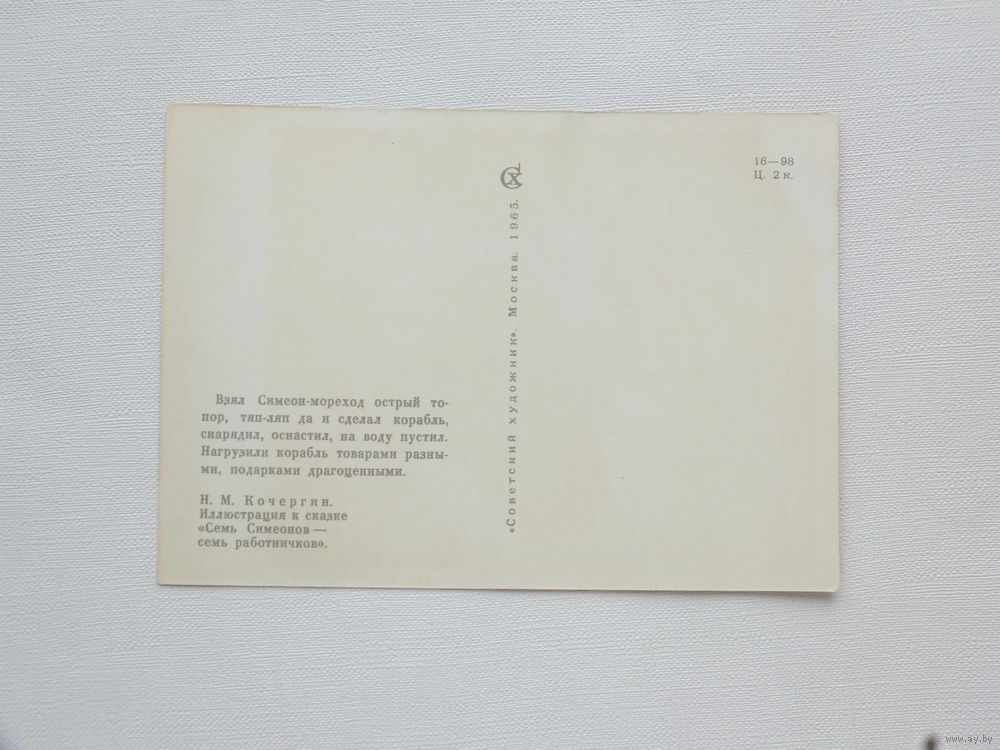 Взял Симеон-мореход острый то-
пор, тяп-ляп да и сделал корабль,
снарядил, оснастил, на воду пустил.
Нагрузили корабль товарами разны-
ми, подарками драгоценными.
Н. М. Кочергин.
Иллюстрация к сказке
«Семь Симеонов —
семь работничков».
СХ
«Советский художник». Москва. 1965.
16—98
Ц. 2 к.
www.ay.by